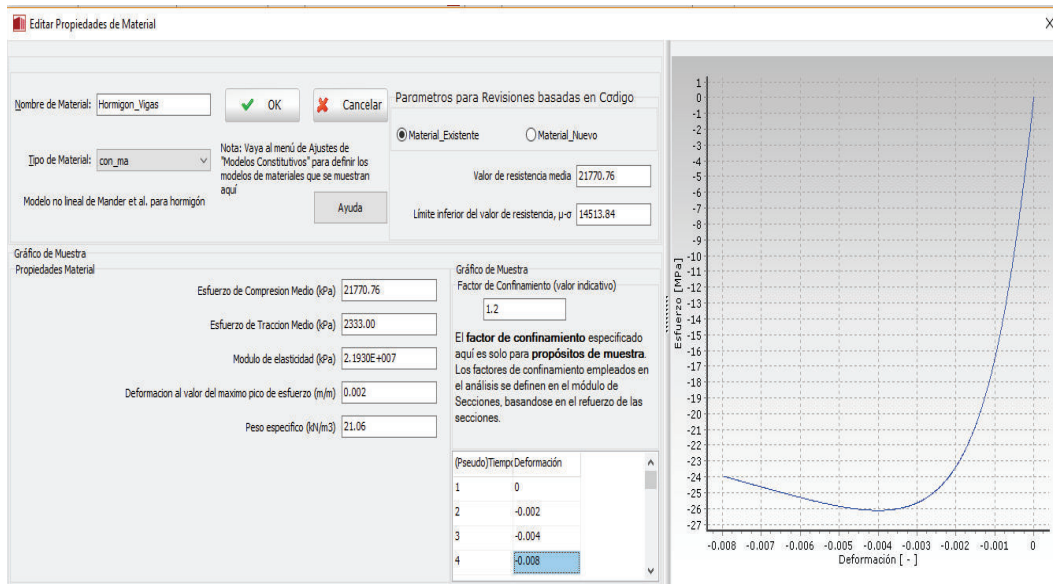 Editar Propiedades de Material
Nombre de Material: Hormigon_Vigas
OK
Cancelar
Tipo de Material: con_ma
Nota: Vaya al menú de Ajustes de
"Modelos Constitutivos" para definir los
modelos de materiales que se muestran
aquí
Modelo no lineal de Mander et al. para hormigón
Ayuda
Parametros para Revisiones basadas en Codigo
Material_Existente
Material_Nuevo
Valor de resistencia media 21770.76
Límite inferior del valor de resistencia, μ-σ 14513.84
Gráfico de Muestra
Propiedades Material
Esfuerzo de Compresion Medio (kPa) 21770.76
Esfuerzo de Traccion Medio (kPa) 2333.00
Modulo de elasticidad (kPa) 2.1930E+007
Deformacion al valor del maximo pico de esfuerzo (m/m) 0.002
Peso especifico (kN/m3) 21.06
Gráfico de Muestra
Factor de Confinamiento (valor indicativo)
1.2
El factor de confinamiento especificado
aquí es solo para propósitos de muestra.
Los factores de confinamiento empleados en
el análisis se definen en el módulo de
Secciones, basandose en el refuerzo de las
secciones.
(Pseudo)Tiempo Deformación
1 0
2 -0.002
3 -0.004
4 -0.008
Esfuerzo [MPa]
1
0
-1
-2
-3
-4
-5
-6
-7
-8
-9
-10
-11
-12
-13
-14
-15
-16
-17
-18
-19
-20
-21
-22
-23
-24
-25
-26
-27
-0.008 -0.007 -0.006 -0.005 -0.004 -0.003 -0.002 -0.001 0
Deformación [ - ]